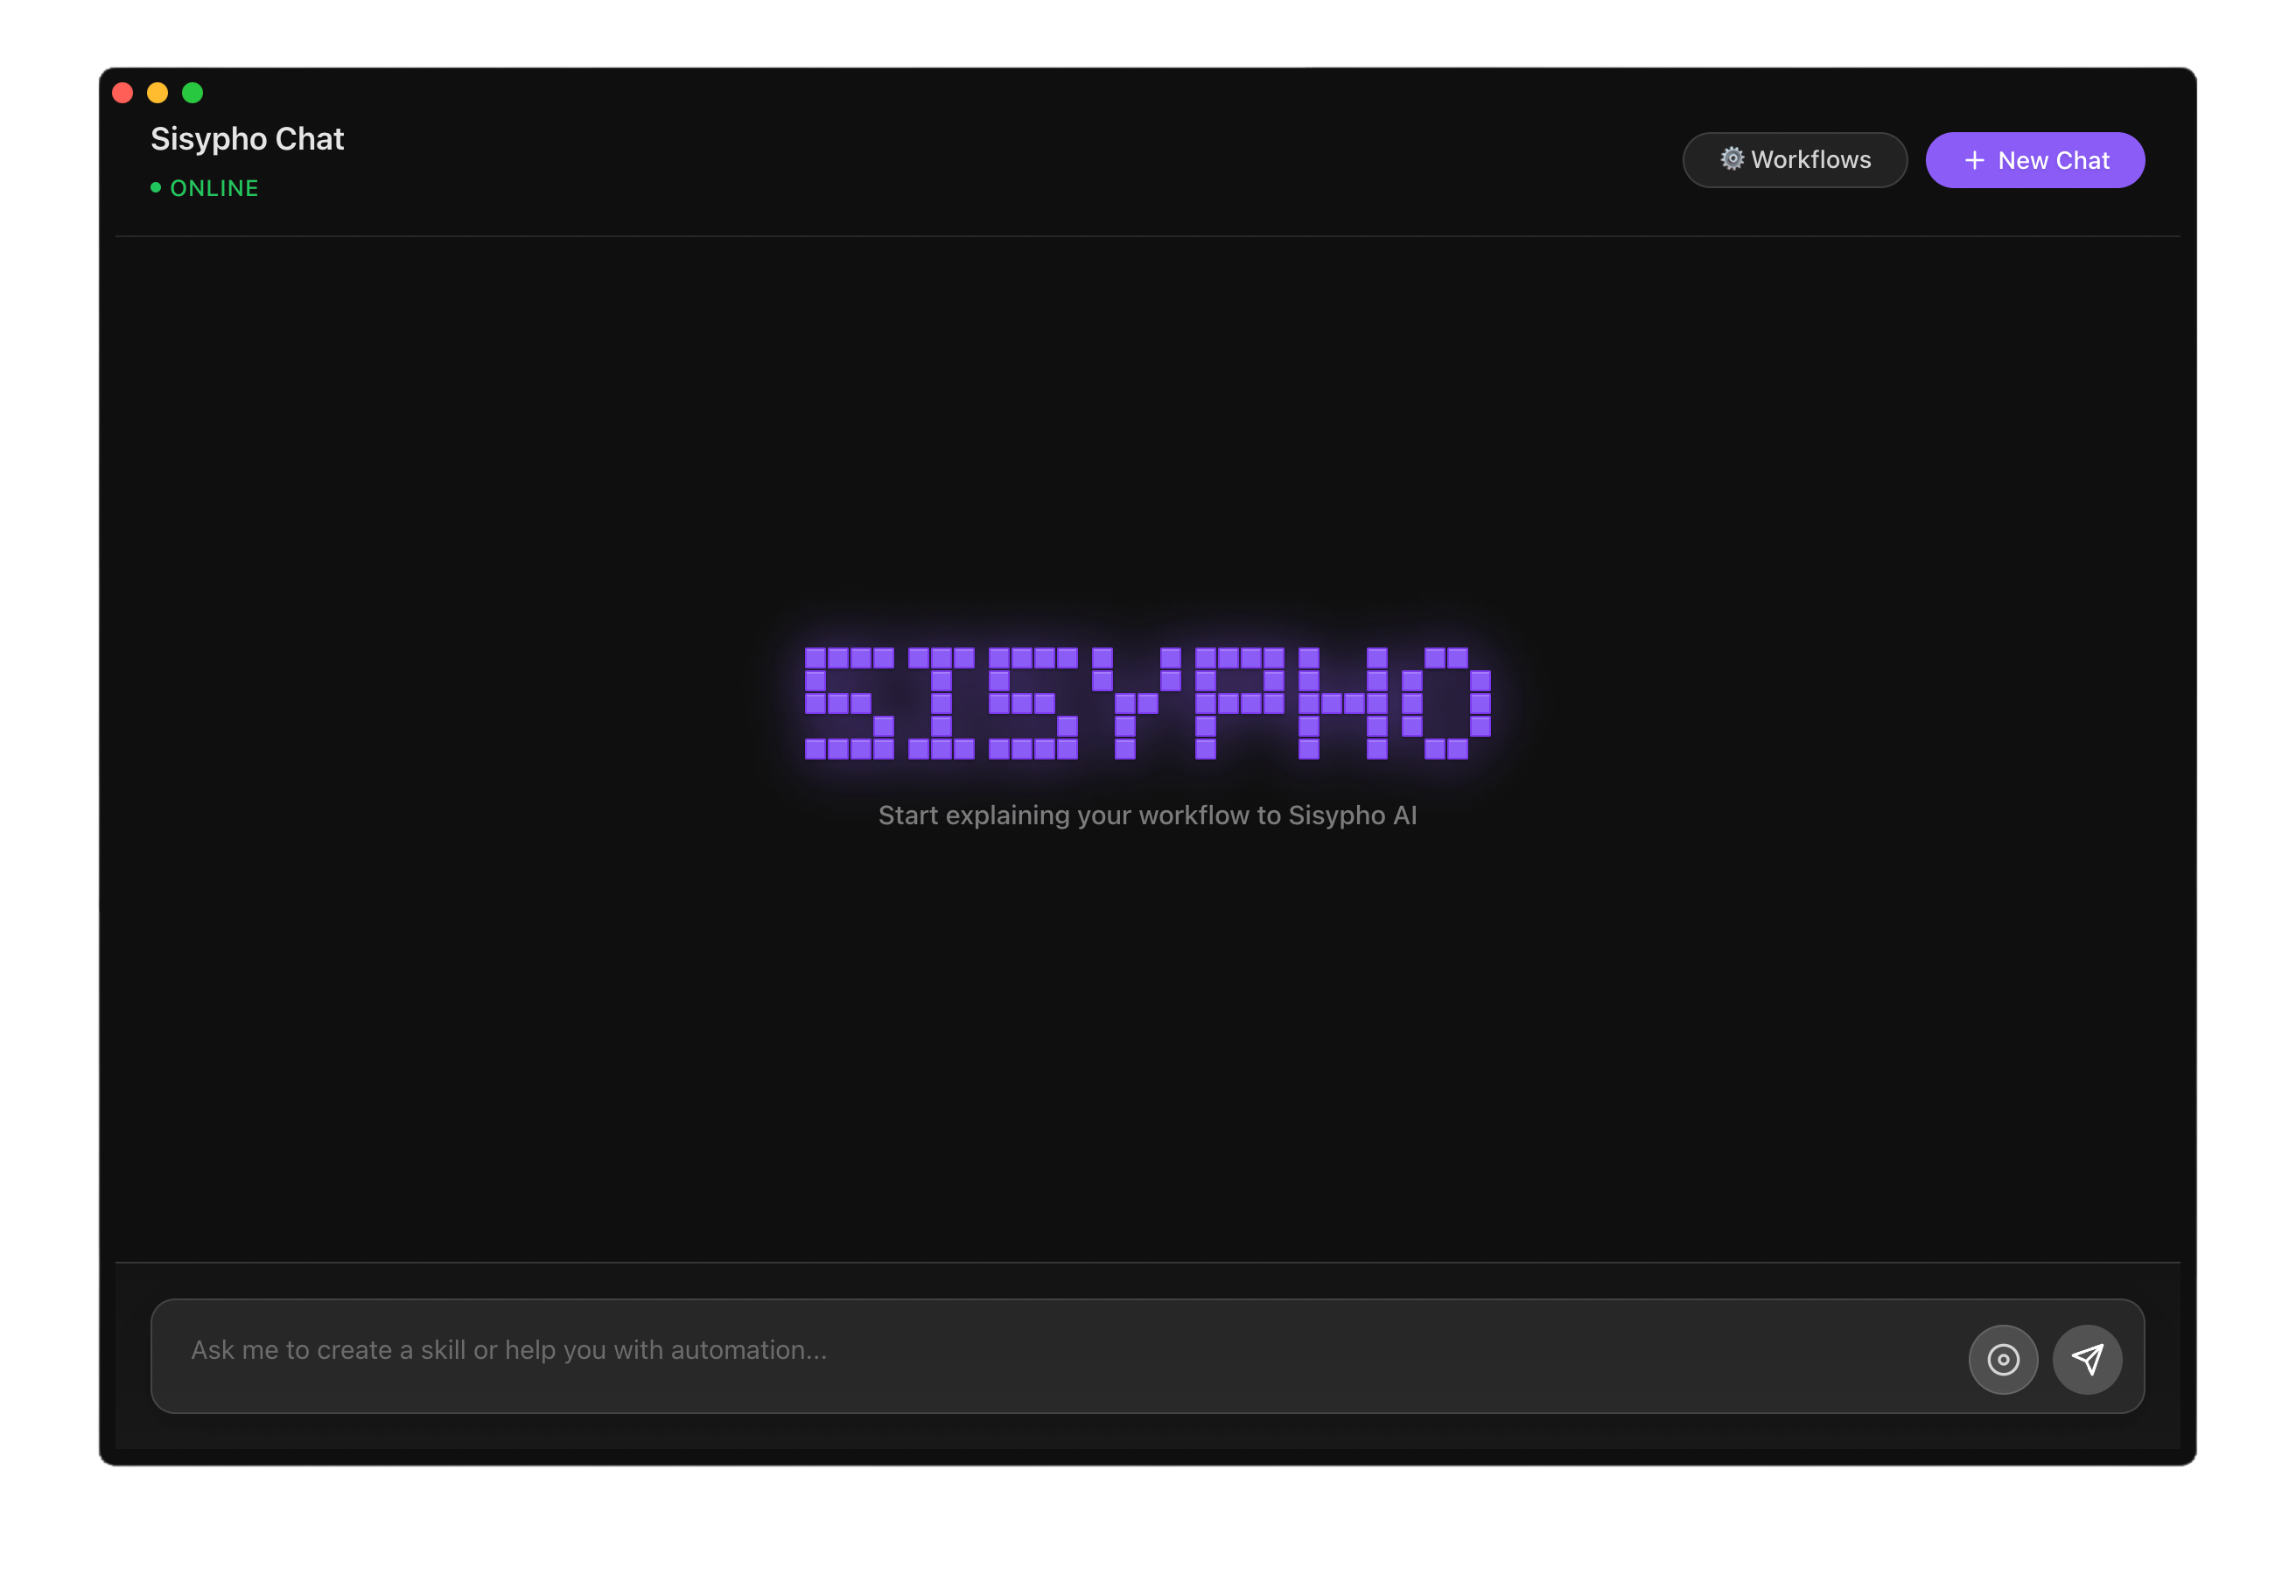 Sisypho Chat
ONLINE
Workflows
+ New Chat
SISYPHO
Start explaining your workflow to Sisypho AI
Ask me to create a skill or help you with automation...